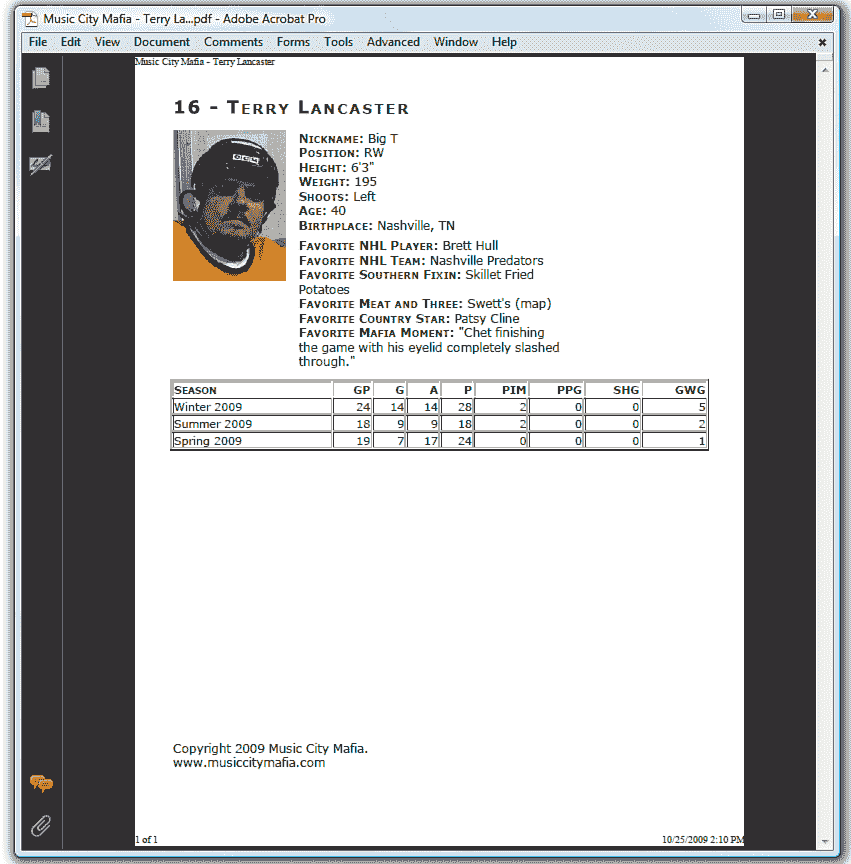 Music City Mafia - Terry La...pdf - Adobe Acrobat Pro
File Edit View Document Comments Forms Tools Advanced Window Help
Music City Mafia - Terry Lancaster
16 - Terry Lancaster
Nickname: Big T
Position: RW
Height: 6'3"
Weight: 195
Shoots: Left
Age: 40
Birthplace: Nashville, TN
Favorite NHL Player: Brett Hull
Favorite NHL Team: Nashville Predators
Favorite Southern Fixin: Skillet Fried
Potatoes
Favorite Meat and Three: Swett's (map)
Favorite Country Star: Patsy Cline
Favorite Mafia Moment: "Chet finishing
the game with his eyelid completely slashed
through."
Season GP G A P PIM PPG SHG GWG
Winter 2009 24 14 14 28 2 0 0 5
Summer 2009 18 9 9 18 2 0 0 2
Spring 2009 19 7 17 24 0 0 0 1
Copyright 2009 Music City Mafia.
www.musiccitymafia.com
1 of 1 10/25/2009 2:10 PM